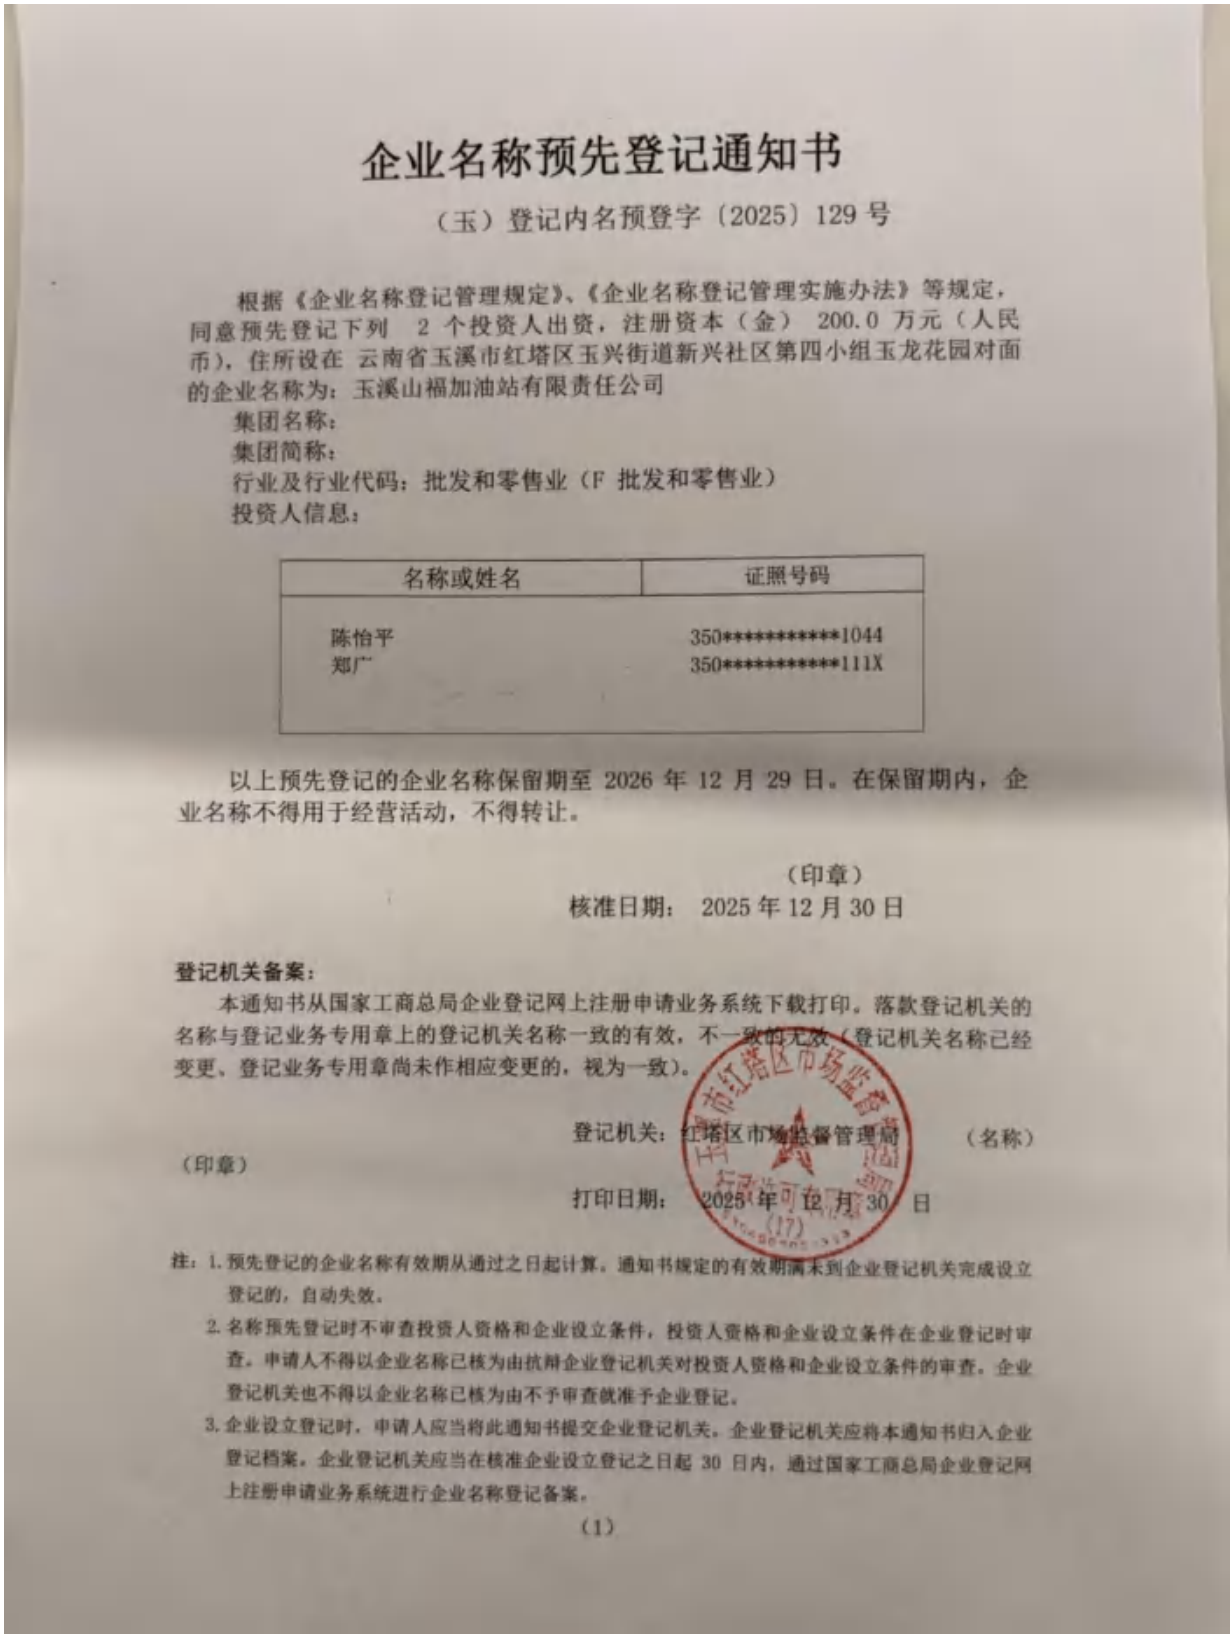 企业名称预先登记通知书
（玉）登记内名预登字〔2025〕129 号
根据《企业名称登记管理规定》、《企业名称登记管理实施办法》等规定，
同意预先登记下列 2 个投资人出资，注册资本（金） 200.0 万元（人民
币），住所设在 云南省玉溪市红塔区玉兴街道新兴社区第四小组玉龙花园对面
的企业名称为：玉溪山福加油站有限责任公司
集团名称：
集团简称：
行业及行业代码：批发和零售业（F 批发和零售业）
投资人信息：
名称或姓名 证照号码
陈怡平 350***********1044
郑广 350***********111X
以上预先登记的企业名称保留期至 2026 年 12 月 29 日。在保留期内，企
业名称不得用于经营活动，不得转让。
（印章）
核准日期： 2025 年 12 月 30 日
登记机关备案：
本通知书从国家工商总局企业登记网上注册申请业务系统下载打印。落款登记机关的
名称与登记业务专用章上的登记机关名称一致的有效，不一致的无效（登记机关名称已经
变更、登记业务专用章尚未作相应变更的，视为一致）。
玉溪市红塔区市场监督管理局
登记机关：红塔区市场监督管理局 （名称）
（印章）
行政许可专用章
打印日期： 2025 年 12 月 30 日
(17)
注：1.预先登记的企业名称有效期从通过之日起计算。通知书规定的有效期满未到企业登记机关完成设立
登记的，自动失效。
2.名称预先登记时不审查投资人资格和企业设立条件，投资人资格和企业设立条件在企业登记时审
查。申请人不得以企业名称已核为由抗辩企业登记机关对投资人资格和企业设立条件的审查。企业
登记机关也不得以企业名称已核为由不予审查就准予企业登记。
3.企业设立登记时，申请人应当将此通知书提交企业登记机关。企业登记机关应将本通知书归入企业
登记档案。企业登记机关应当在核准企业设立登记之日起 30 日内，通过国家工商总局企业登记网
上注册申请业务系统进行企业名称登记备案。
（1）